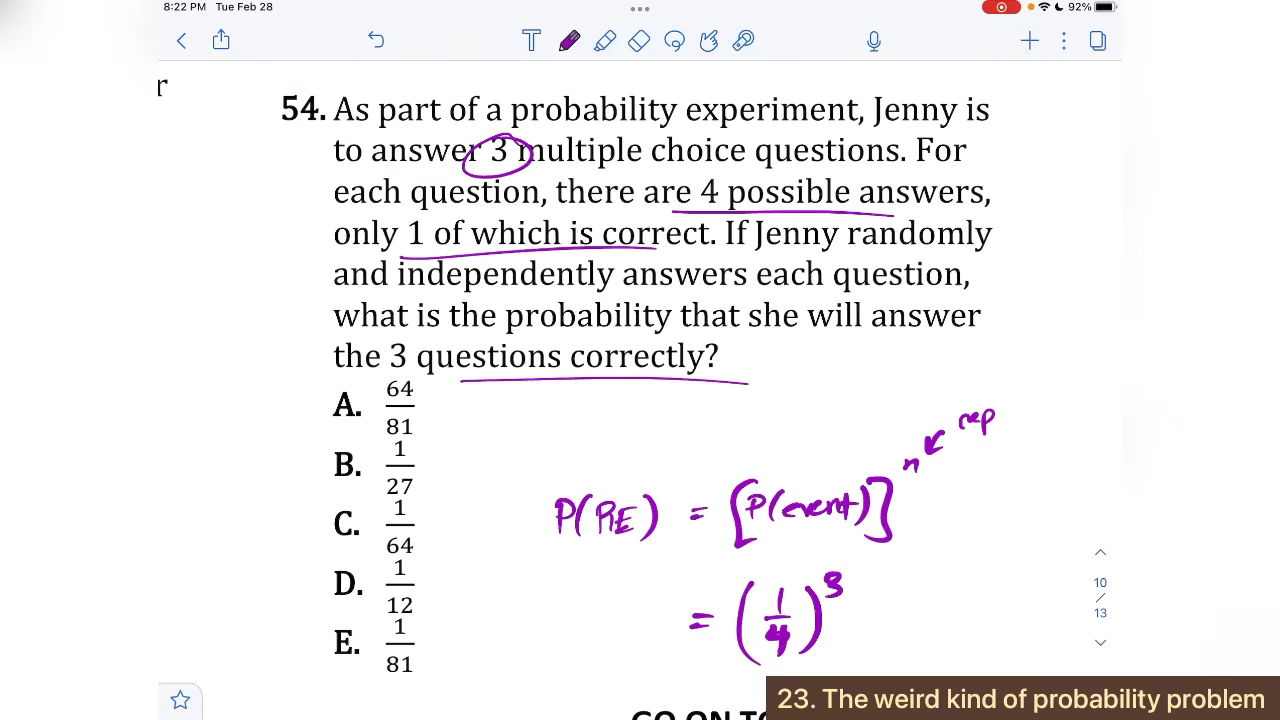 8:22 PM Tue Feb 28
92%
r
54. As part of a probability experiment, Jenny is
to answer 3 multiple choice questions. For
each question, there are 4 possible answers,
only 1 of which is correct. If Jenny randomly
and independently answers each question,
what is the probability that she will answer
the 3 questions correctly?
A. 64/81
B. 1/27
C. 1/64
D. 1/12
E. 1/81
rep
P(RE) = [P(event)]^n
= (1/4)^3
10
/
13
23. The weird kind of probability problem